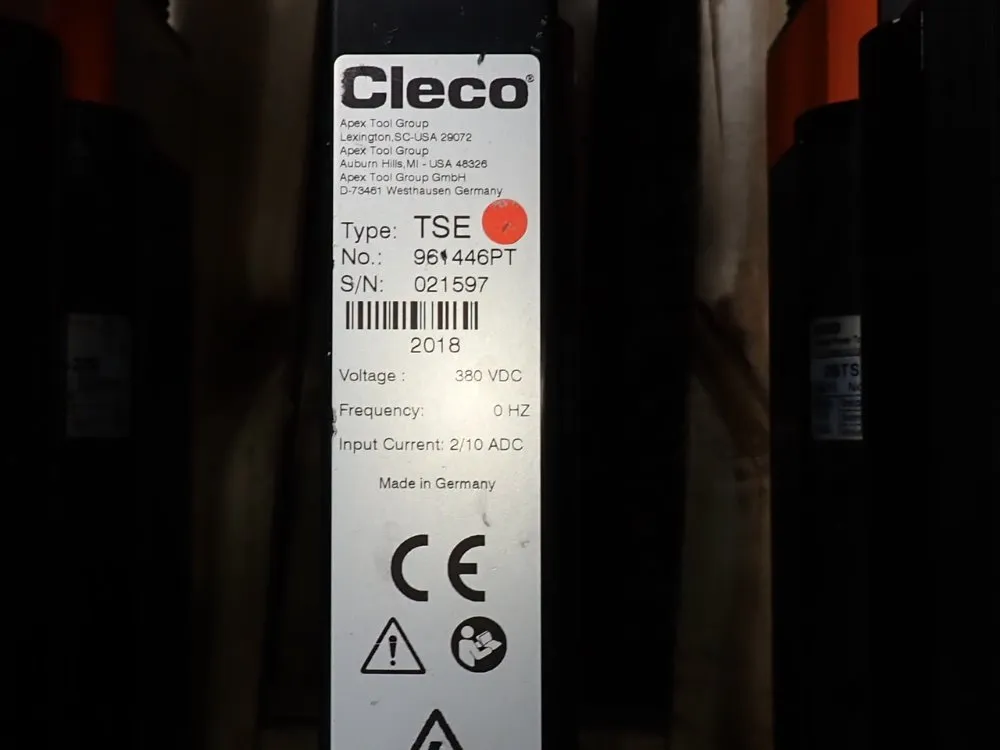 Cleco®
Apex Tool Group
Lexington,SC-USA 29072
Apex Tool Group
Auburn Hills,MI - USA 48326
Apex Tool Group GmbH
D-73461 Westhausen Germany
Type: TSE
No.: 961446PT
S/N: 021597
2018
Voltage : 380 VDC
Frequency: 0 HZ
Input Current: 2/10 ADC
Made in Germany
CE